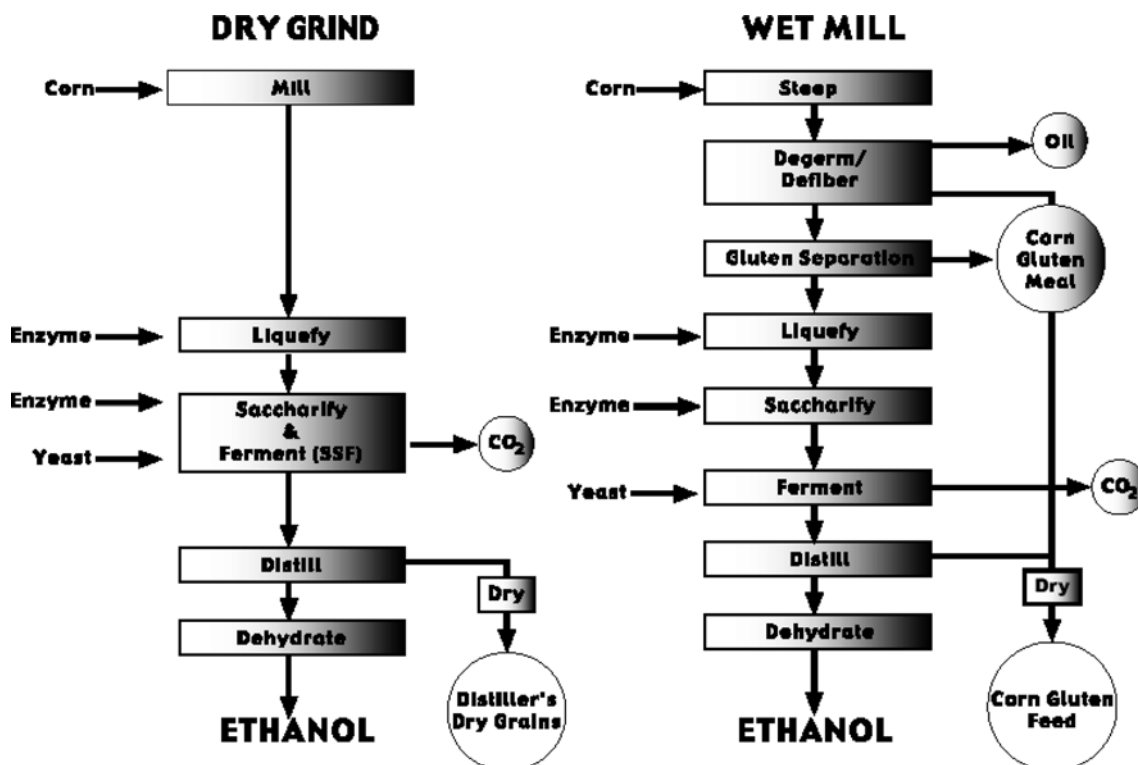 DRY GRIND
Corn
Mill
Enzyme
Liquefy
Enzyme
Saccharify
&
Ferment (SSF)
Yeast
CO2
Distill
Dry
Dehydrate
Distiller's
Dry Grains
ETHANOL
WET MILL
Corn
Steep
Degerm/
Defiber
Oil
Gluten Separation
Corn
Gluten
Meal
Enzyme
Liquefy
Enzyme
Saccharify
Yeast
Ferment
CO2
Distill
Dry
Dehydrate
Corn Gluten
Feed
ETHANOL